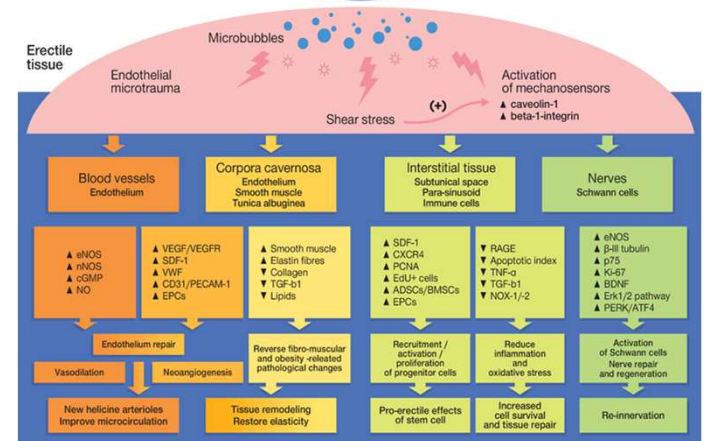 Microbubbles
Erectile
tissue
Endothelial
microtrauma
Activation
of mechanosensors
▲ caveolin-1
▲ beta-1-integrin
(+)
Shear stress
Blood vessels
Endothelium
Corpora cavernosa
Endothelium
Smooth muscle
Tunica albuginea
Interstitial tissue
Subtunical space
Para-sinusoid
Immune cells
Nerves
Schwann cells
▲ eNOS
▲ nNOS
▲ cGMP
▲ NO
▲ VEGF/VEGFR
▲ SDF-1
▲ VWF
▲ CD31/PECAM-1
▲ EPCs
▲ Smooth muscle
▲ Elastin fibres
▼ Collagen
▼ TGF-b1
▼ Lipids
▲ SDF-1
▲ CXCR4
▲ PCNA
▲ EdU+ cells
▲ ADSCs/BMSCs
▲ EPCs
▼ RAGE
▼ Apoptotic index
▼ TNF-α
▼ TGF-b1
▼ NOX-1/-2
▲ eNOS
▲ β-III tubulin
▲ p75
▲ Ki-67
▲ BDNF
▲ Erk1/2 pathway
▲ PERK/ATF4
Endothelium repair
Vasodilation
Neoangiogenesis
Reverse fibro-muscular
and obesity -releated
pathological changes
Recruitment /
activation /
proliferation
of progenitor cells
Reduce
inflammation
and
oxidative stress
Activation
of Schwann cells
Nerve repair
and regeneration
New helicine arterioles
Improve microcirculation
Tissue remodeling
Restore elasticity
Pro-erectile effects
of stem cell
Increased
cell survival
and tissue repair
Re-innervation